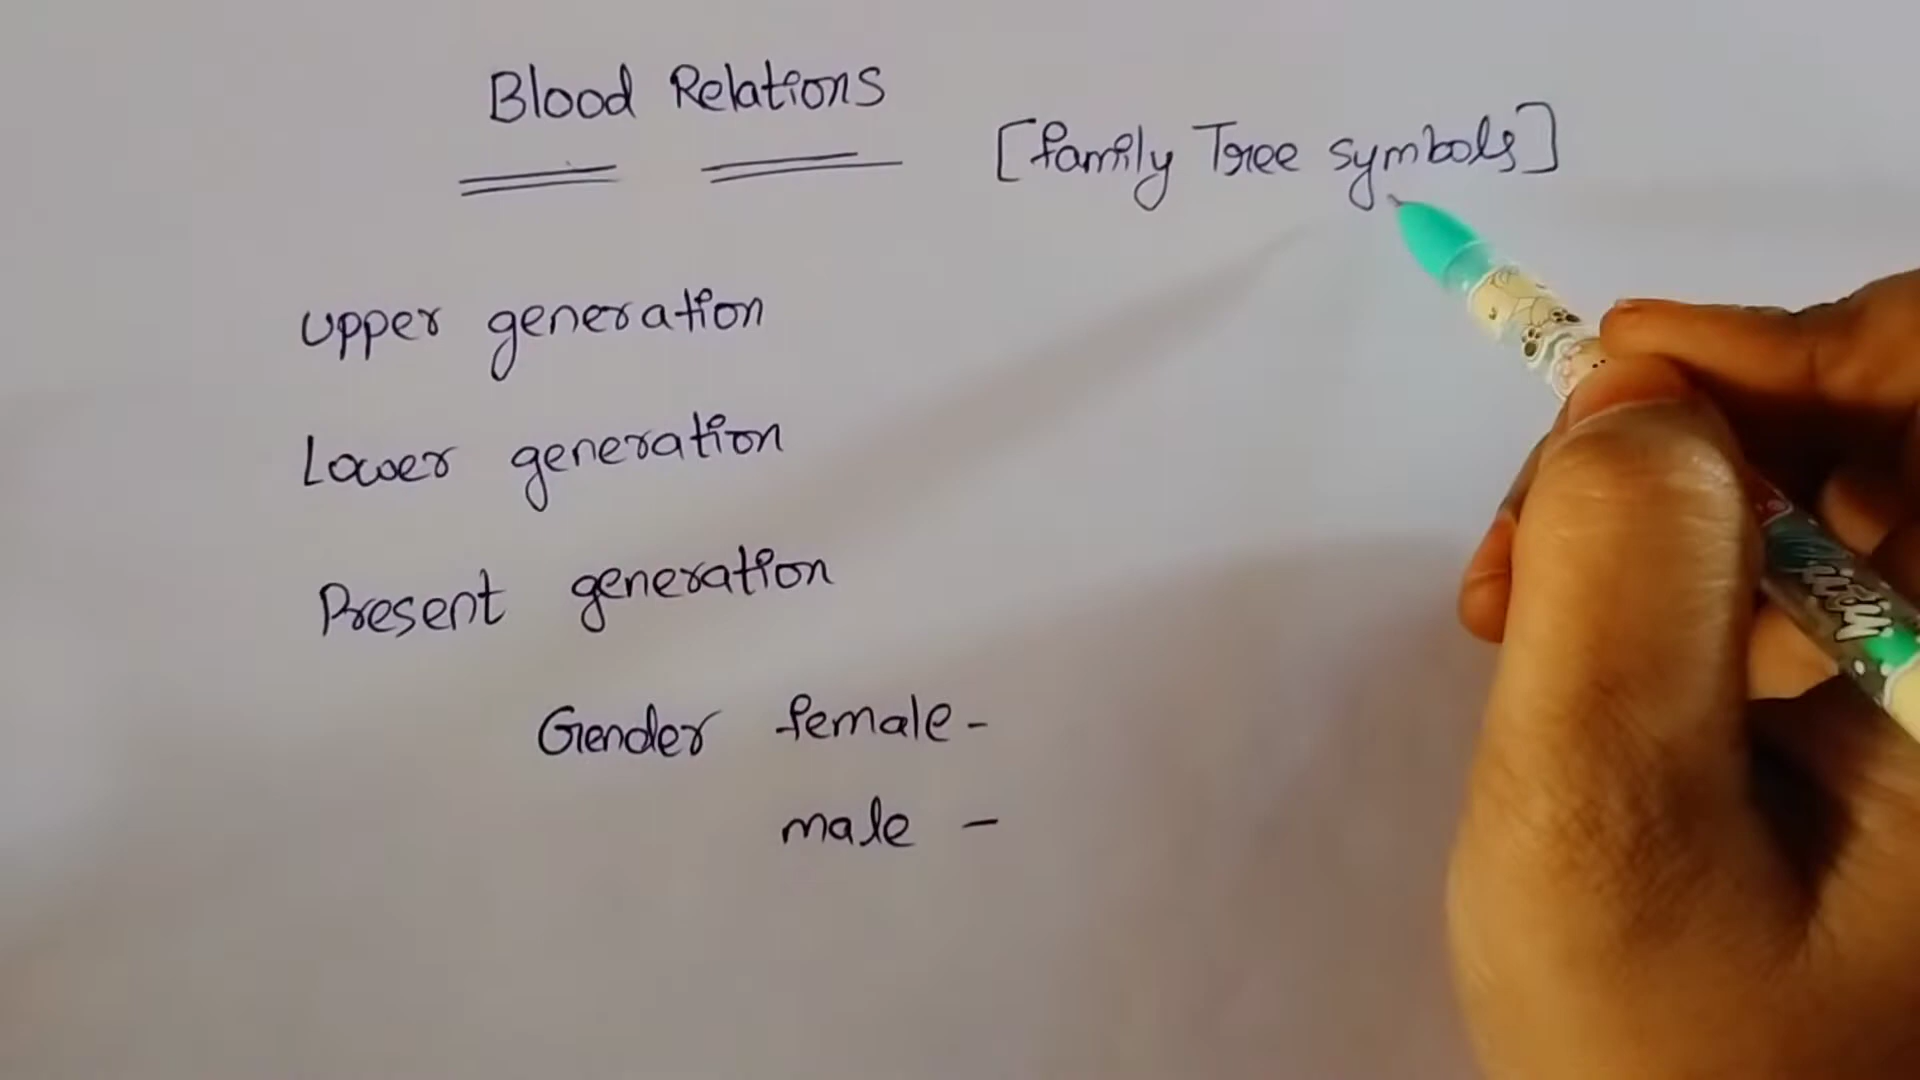 Blood Relations
[family Tree symbols]
Upper generation
Lower generation
Present generation
Gender female -
male -